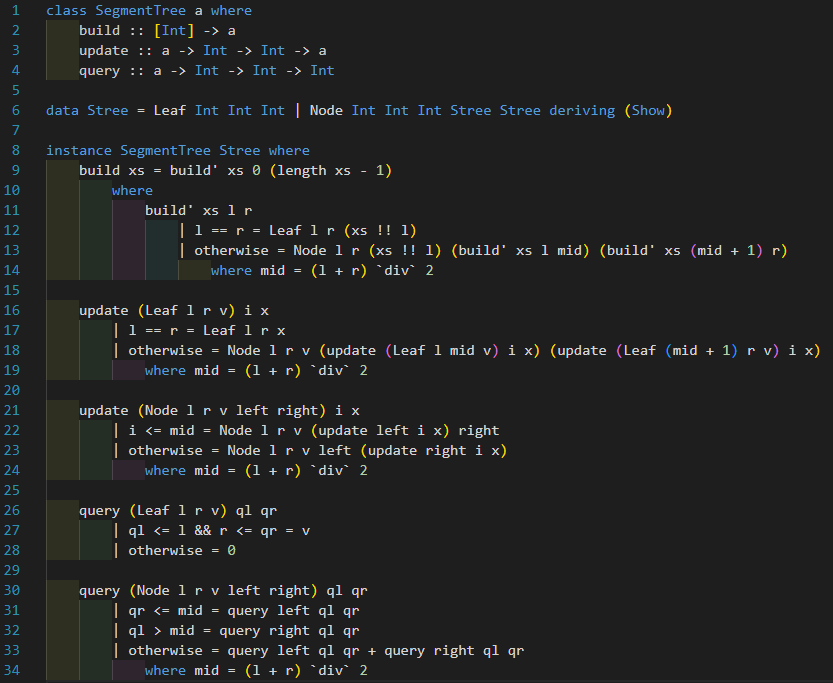 1 class SegmentTree a where
2     build :: [Int] -> a
3     update :: a -> Int -> Int -> a
4     query :: a -> Int -> Int -> Int
5
6 data Stree = Leaf Int Int Int | Node Int Int Int Stree Stree deriving (Show)
7
8 instance SegmentTree Stree where
9     build xs = build' xs 0 (length xs - 1)
10         where
11             build' xs l r
12                 | l == r = Leaf l r (xs !! l)
13                 | otherwise = Node l r (xs !! l) (build' xs l mid) (build' xs (mid + 1) r)
14                     where mid = (l + r) `div` 2
15
16     update (Leaf l r v) i x
17         | l == r = Leaf l r x
18         | otherwise = Node l r v (update (Leaf l mid v) i x) (update (Leaf (mid + 1) r v) i x)
19             where mid = (l + r) `div` 2
20
21     update (Node l r v left right) i x
22         | i <= mid = Node l r v (update left i x) right
23         | otherwise = Node l r v left (update right i x)
24             where mid = (l + r) `div` 2
25
26     query (Leaf l r v) ql qr
27         | ql <= l && r <= qr = v
28         | otherwise = 0
29
30     query (Node l r v left right) ql qr
31         | qr <= mid = query left ql qr
32         | ql > mid = query right ql qr
33         | otherwise = query left ql qr + query right ql qr
34             where mid = (l + r) `div` 2